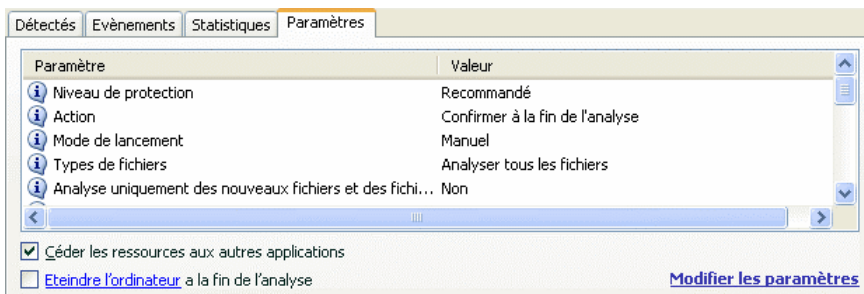 Détectés Evènements Statistiques Paramètres
Paramètre Valeur
Niveau de protection Recommandé
Action Confirmer à la fin de l'analyse
Mode de lancement Manuel
Types de fichiers Analyser tous les fichiers
Analyse uniquement des nouveaux fichiers et des fichi... Non
Céder les ressources aux autres applications
Eteindre l'ordinateur a la fin de l'analyse Modifier les paramètres